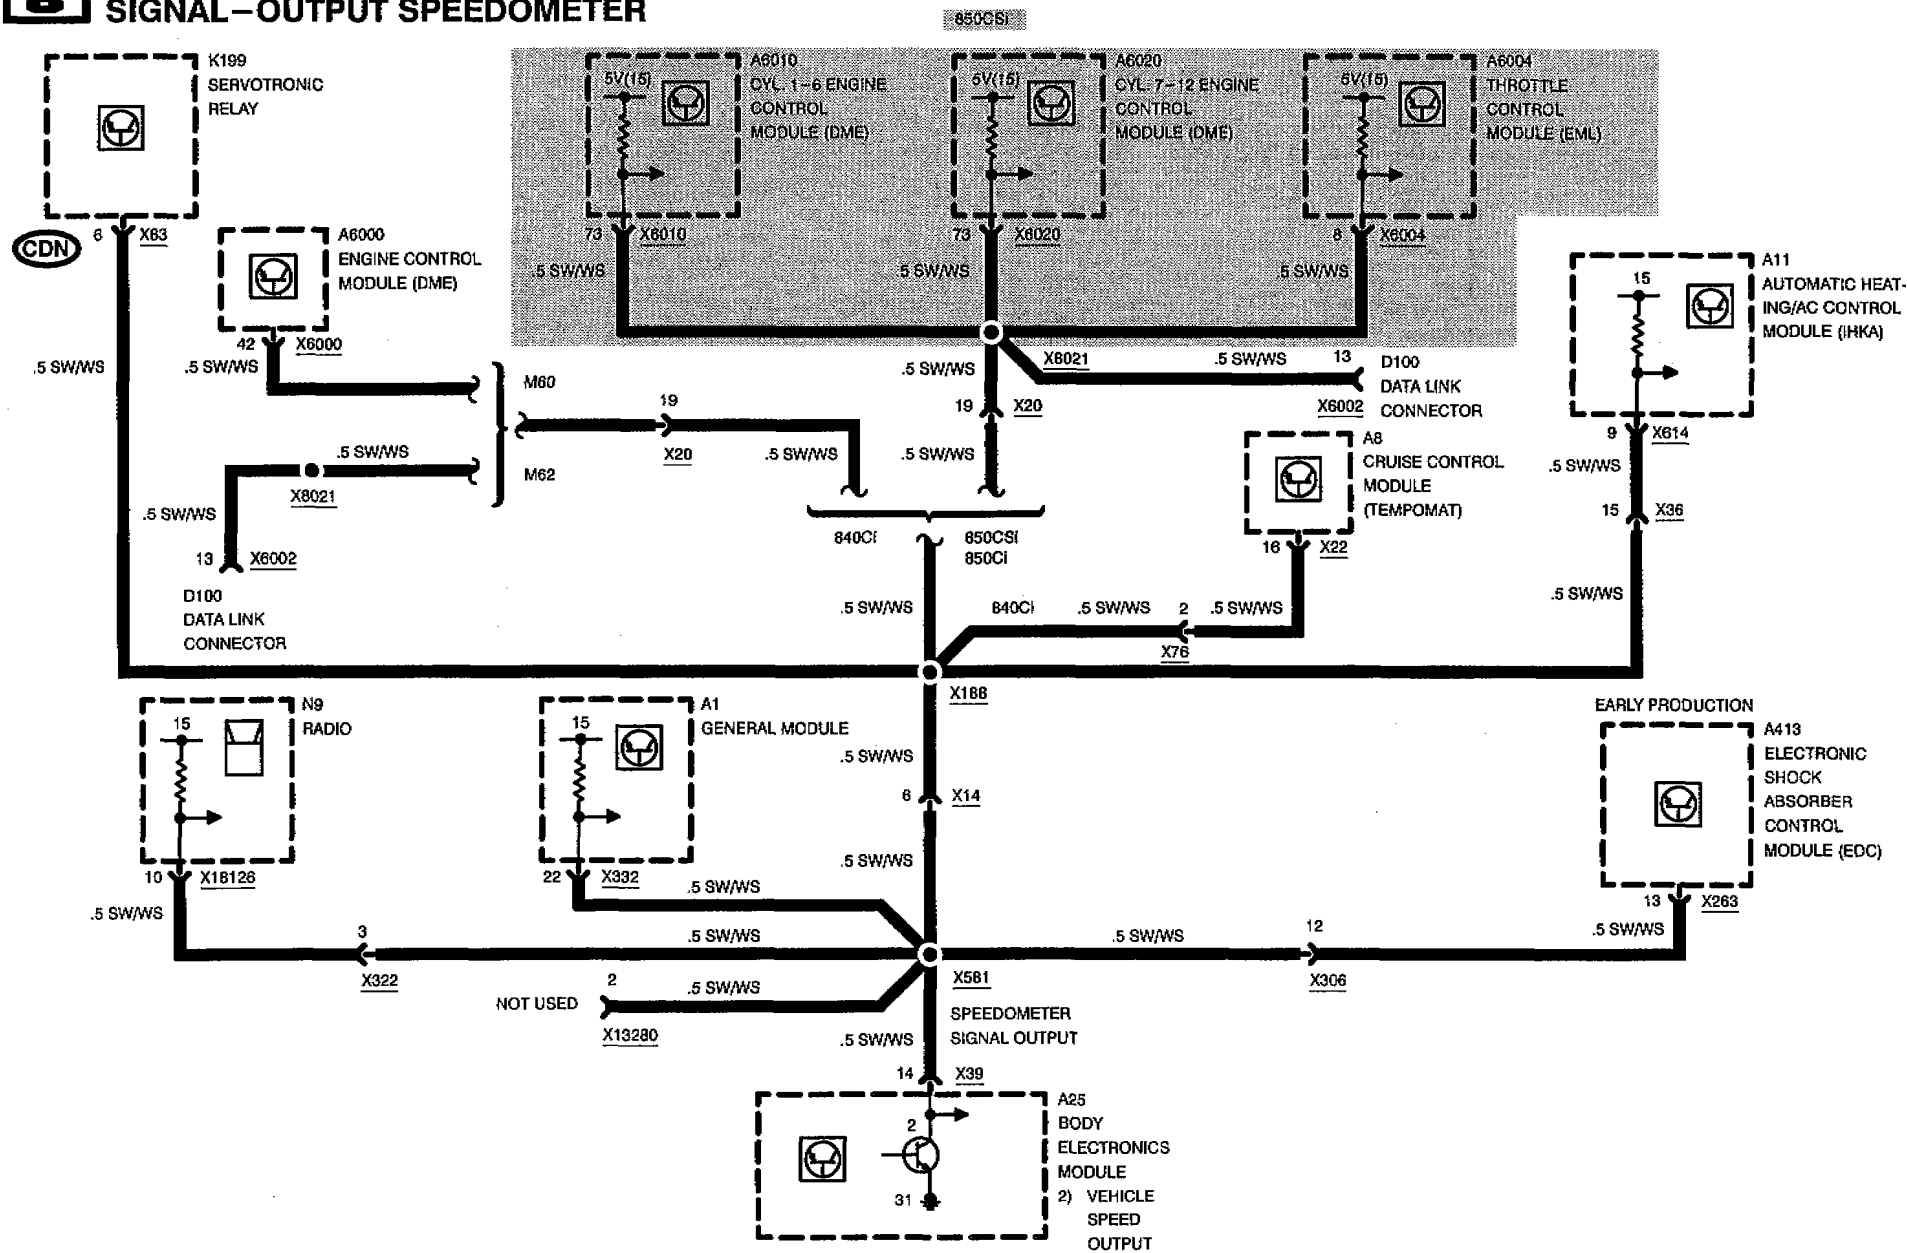 SIGNAL–OUTPUT SPEEDOMETER
850CSi
K199
SERVOTRONIC
RELAY
6
X63
CDN
.5 SW/WS
A6000
ENGINE CONTROL
MODULE (DME)
42
X6000
.5 SW/WS
5V(15)
A6010
CYL. 1–6 ENGINE
CONTROL
MODULE (DME)
73
X6010
.5 SW/WS
5V(15)
A6020
CYL. 7–12 ENGINE
CONTROL
MODULE (DME)
73
X6020
.5 SW/WS
5V(15)
A6004
THROTTLE
CONTROL
MODULE (EML)
8
X6004
.5 SW/WS
15
A11
AUTOMATIC HEAT-
ING/AC CONTROL
MODULE (IHKA)
9
X614
.5 SW/WS
15
X36
.5 SW/WS
M60
M62
.5 SW/WS
X8021
.5 SW/WS
13
X6002
D100
DATA LINK
CONNECTOR
19
X20
.5 SW/WS
.5 SW/WS
19
X20
.5 SW/WS
X8021
.5 SW/WS
13
X6002
D100
DATA LINK
CONNECTOR
840Ci
850CSi
850Ci
.5 SW/WS
A8
CRUISE CONTROL
MODULE
(TEMPOMAT)
16
X22
840Ci
.5 SW/WS
2
.5 SW/WS
X76
X188
15
N9
RADIO
10
X18126
.5 SW/WS
3
X322
.5 SW/WS
15
A1
GENERAL MODULE
22
X332
.5 SW/WS
.5 SW/WS
6
X14
.5 SW/WS
EARLY PRODUCTION
A413
ELECTRONIC
SHOCK
ABSORBER
CONTROL
MODULE (EDC)
13
X263
.5 SW/WS
12
X306
.5 SW/WS
X581
NOT USED
2
X13280
.5 SW/WS
SPEEDOMETER
SIGNAL OUTPUT
.5 SW/WS
14
X39
2
31
A25
BODY
ELECTRONICS
MODULE
2) VEHICLE
SPEED
OUTPUT